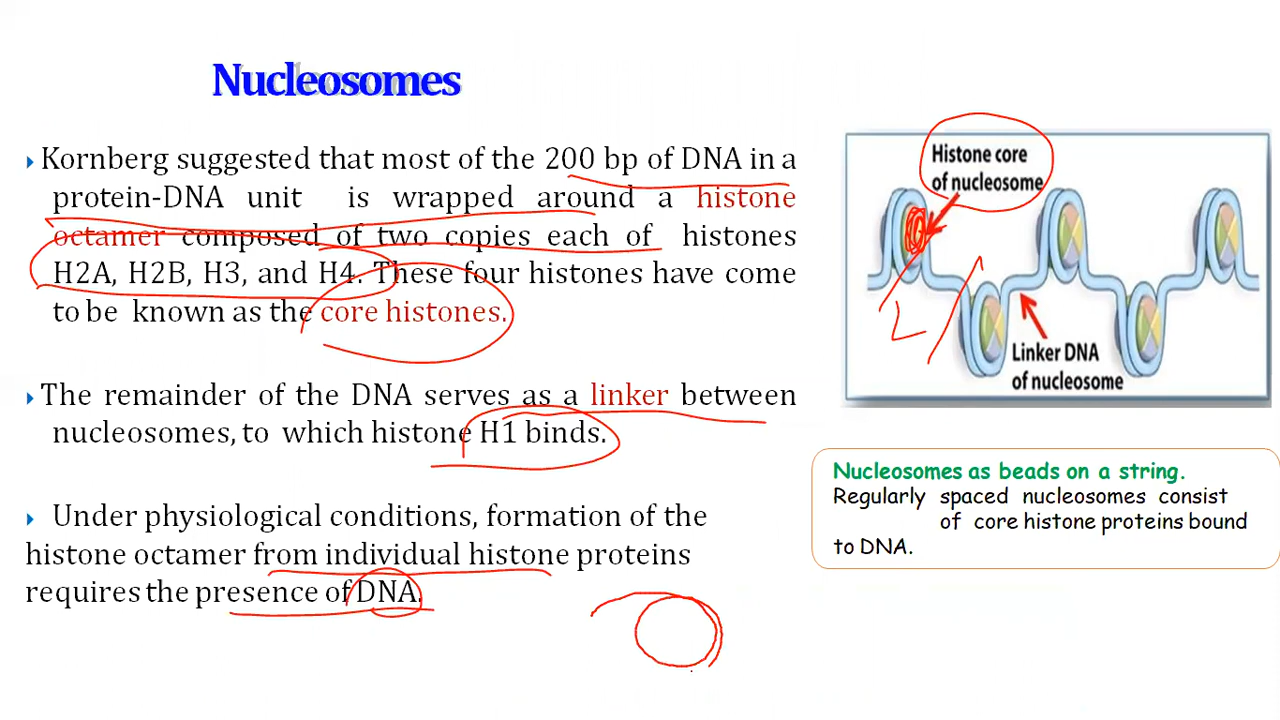 Nucleosomes
Kornberg suggested that most of the 200 bp of DNA in a
protein-DNA unit is wrapped around a histone
octamer composed of two copies each of histones
H2A, H2B, H3, and H4. These four histones have come
to be known as the core histones.
The remainder of the DNA serves as a linker between
nucleosomes, to which histone H1 binds.
Under physiological conditions, formation of the
histone octamer from individual histone proteins
requires the presence of DNA.
Histone core
of nucleosome
Linker DNA
of nucleosome
Nucleosomes as beads on a string.
Regularly spaced nucleosomes consist
of core histone proteins bound
to DNA.